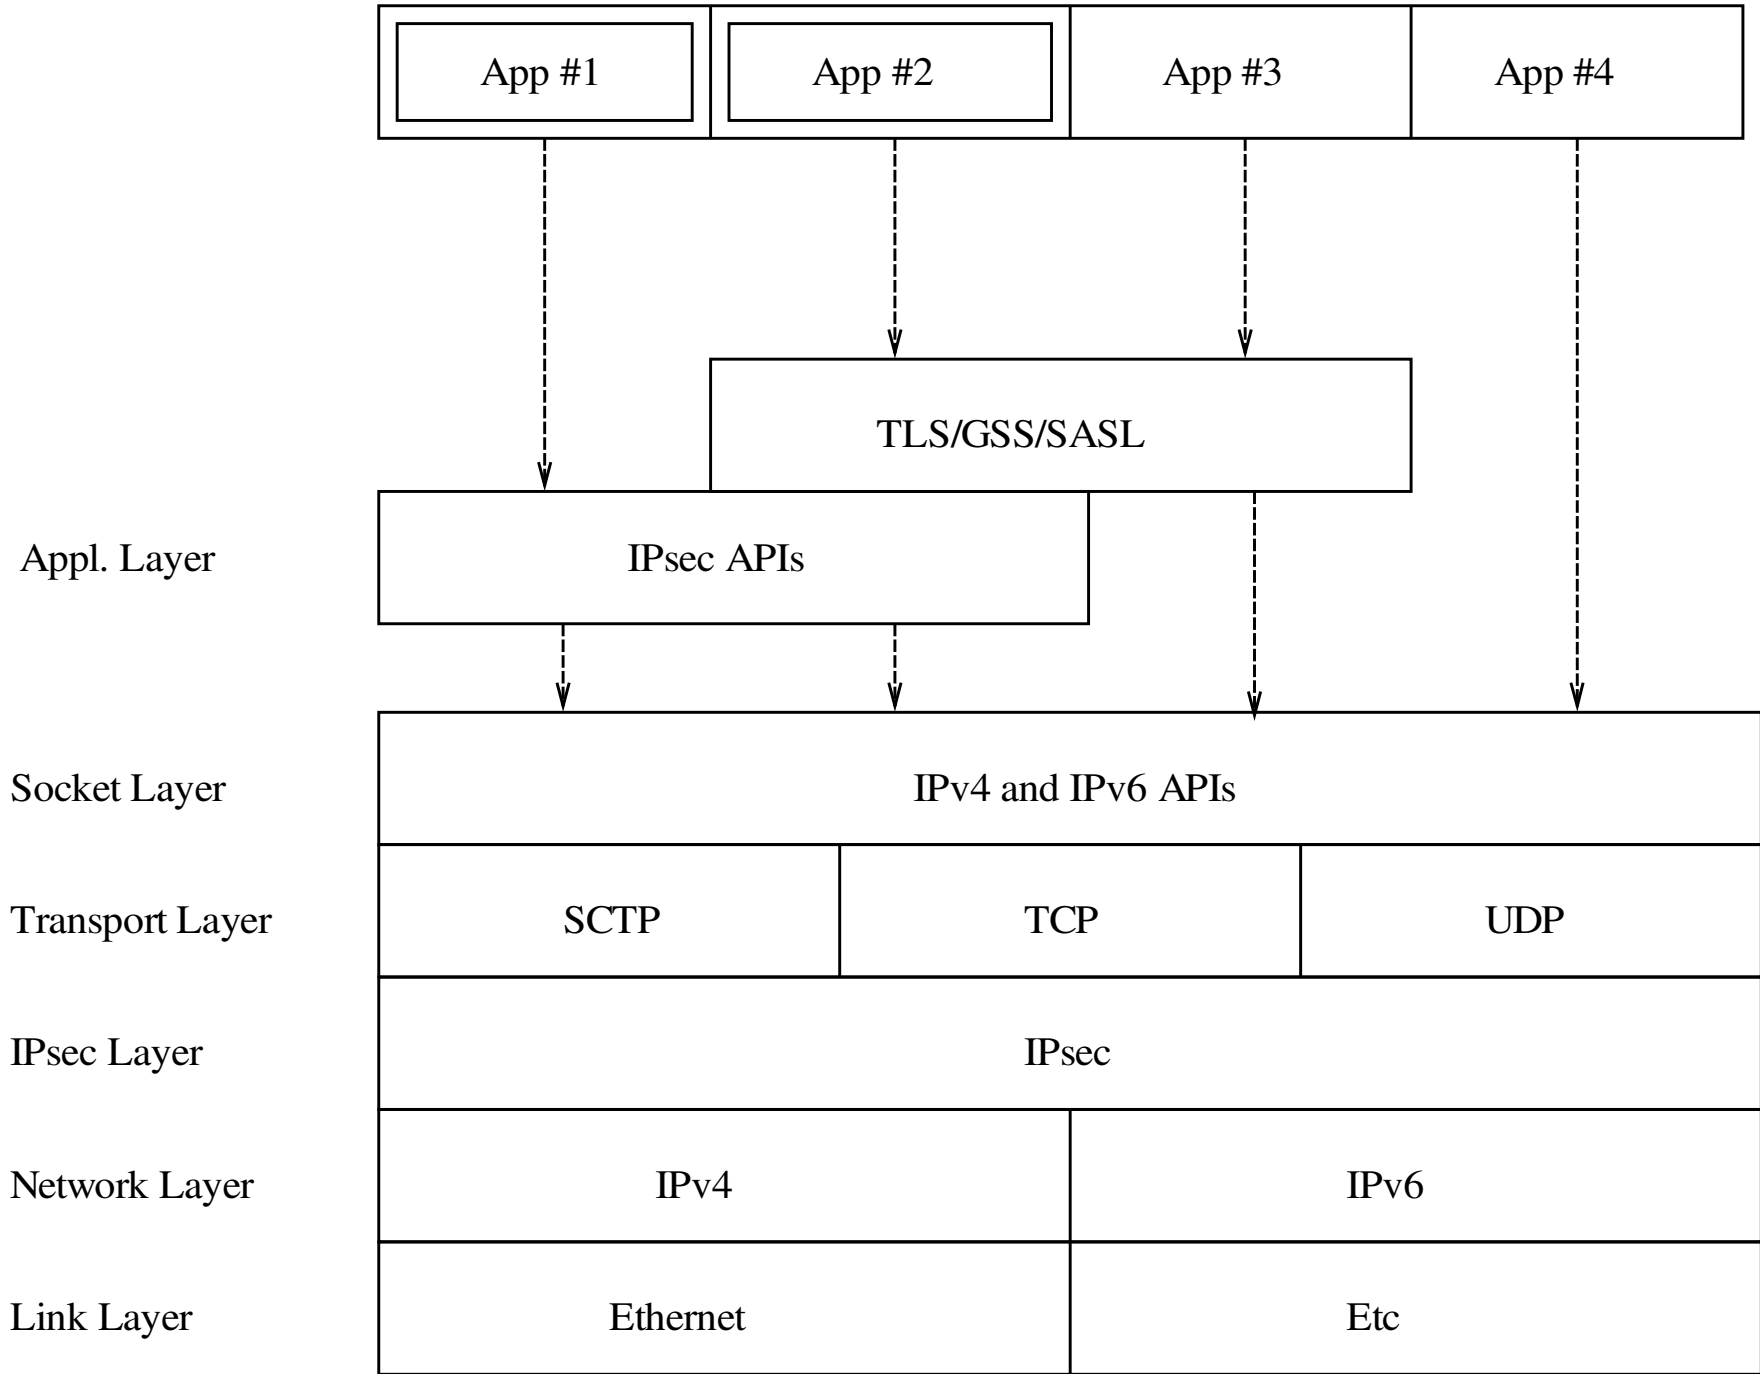 App #1 App #2 App #3 App #4
TLS/GSS/SASL
Appl. Layer IPsec APIs
Socket Layer IPv4 and IPv6 APIs
Transport Layer SCTP TCP UDP
IPsec Layer IPsec
Network Layer IPv4 IPv6
Link Layer Ethernet Etc